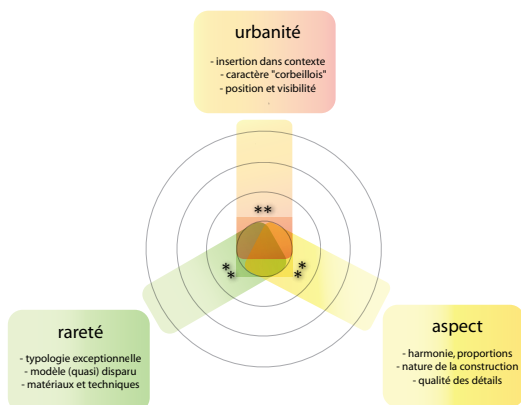 urbanité
- insertion dans contexte
- caractère "corbeillois"
- position et visibilité
-
**
**
**
rareté
- typologie exceptionnelle
- modèle (quasi) disparu
- matériaux et techniques
aspect
- harmonie, proportions
- nature de la construction
- qualité des détails